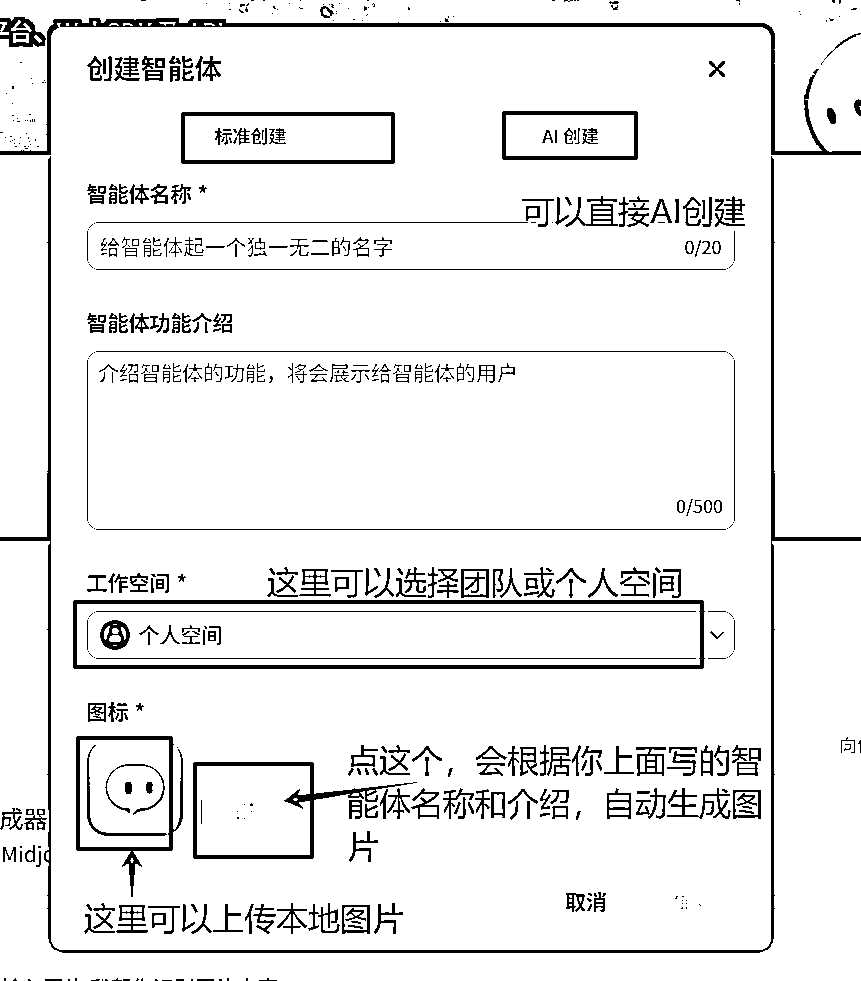 平台、
创建智能体
标准创建
AI 创建
智能体名称 *
可以直接AI创建
给智能体起一个独一无二的名字
0/20
智能体功能介绍
介绍智能体的功能，将会展示给智能体的用户
0/500
工作空间 *
这里可以选择团队或个人空间
个人空间
图标 *
点这个，会根据你上面写的智
能体名称和介绍，自动生成图
片
向
成器
Midj
取消
这里可以上传本地图片